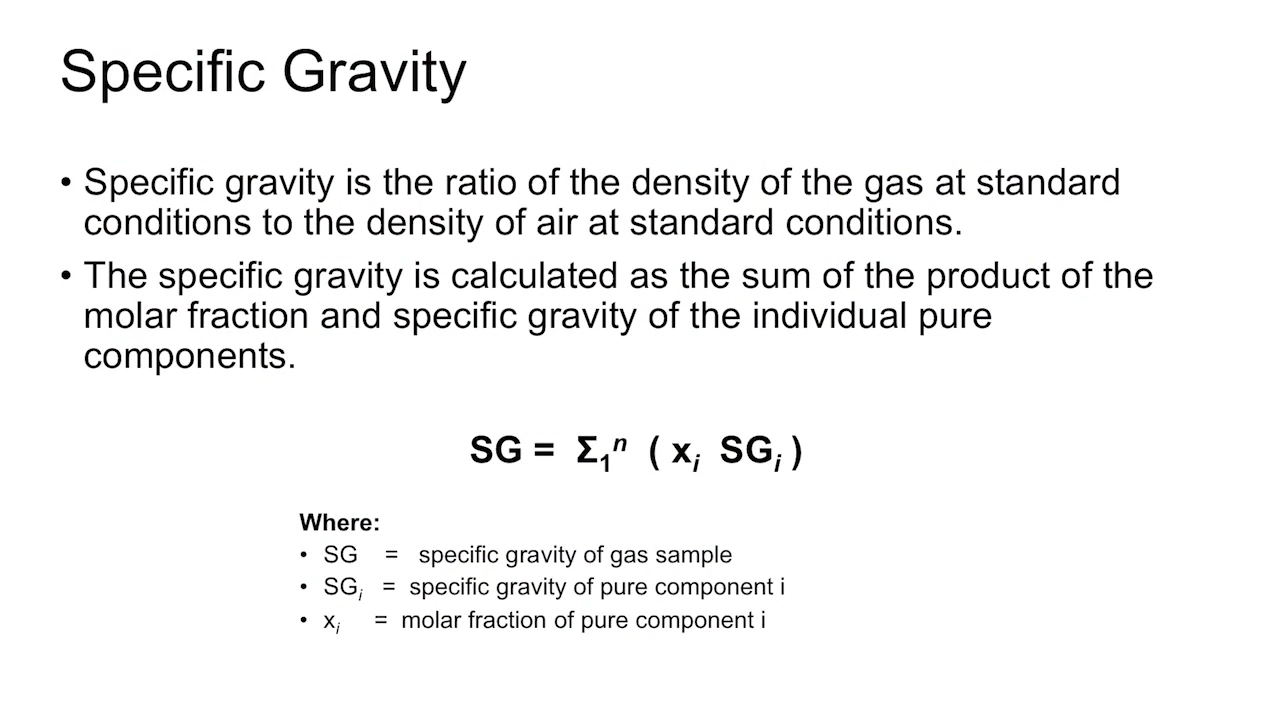 Specific Gravity
• Specific gravity is the ratio of the density of the gas at standard
conditions to the density of air at standard conditions.
• The specific gravity is calculated as the sum of the product of the
molar fraction and specific gravity of the individual pure
components.
SG = Σ₁ⁿ ( xᵢ SGᵢ )
Where:
• SG = specific gravity of gas sample
• SGᵢ = specific gravity of pure component i
• xᵢ = molar fraction of pure component i